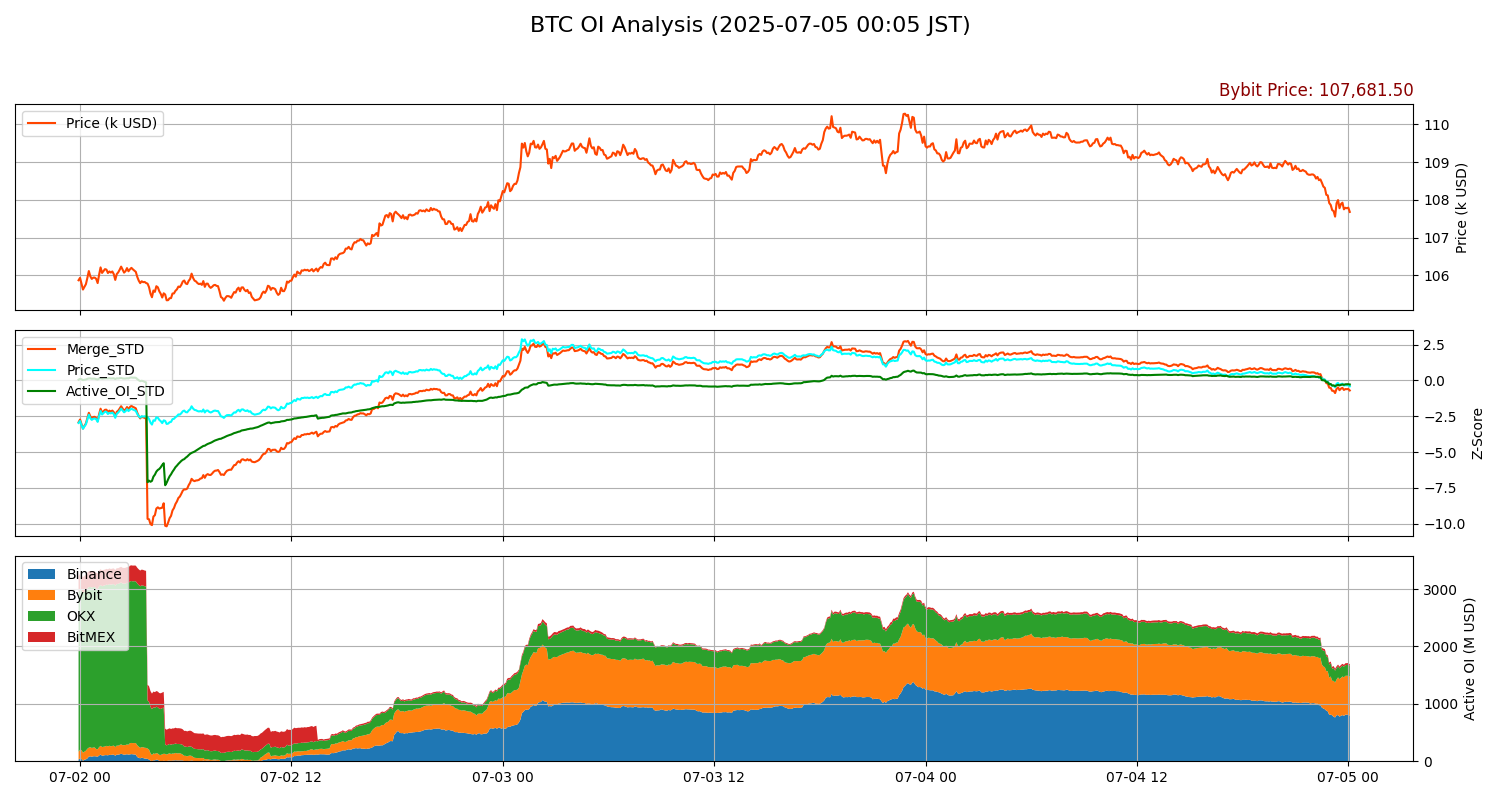 BTC OI Analysis (2025-07-05 00:05 JST)
Bybit Price: 107,681.50
Price (k USD)
110
109
108
107
106
Price (k USD)
Merge_STD
Price_STD
Active_OI_STD
2.5
0.0
−2.5
−5.0
−7.5
−10.0
Z-Score
Binance
Bybit
OKX
BitMEX
3000
2000
1000
0
Active OI (M USD)
07-02 00
07-02 12
07-03 00
07-03 12
07-04 00
07-04 12
07-05 00